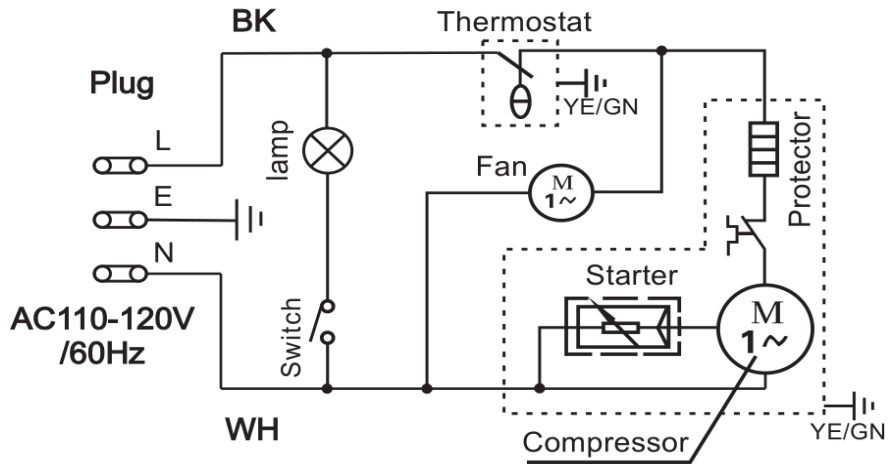 BK
Thermostat
Plug
YE/GN
L
lamp
Fan
M
1~
Protector
E
N
Starter
AC110-120V
/60Hz
Switch
M
1~
WH
YE/GN
Compressor